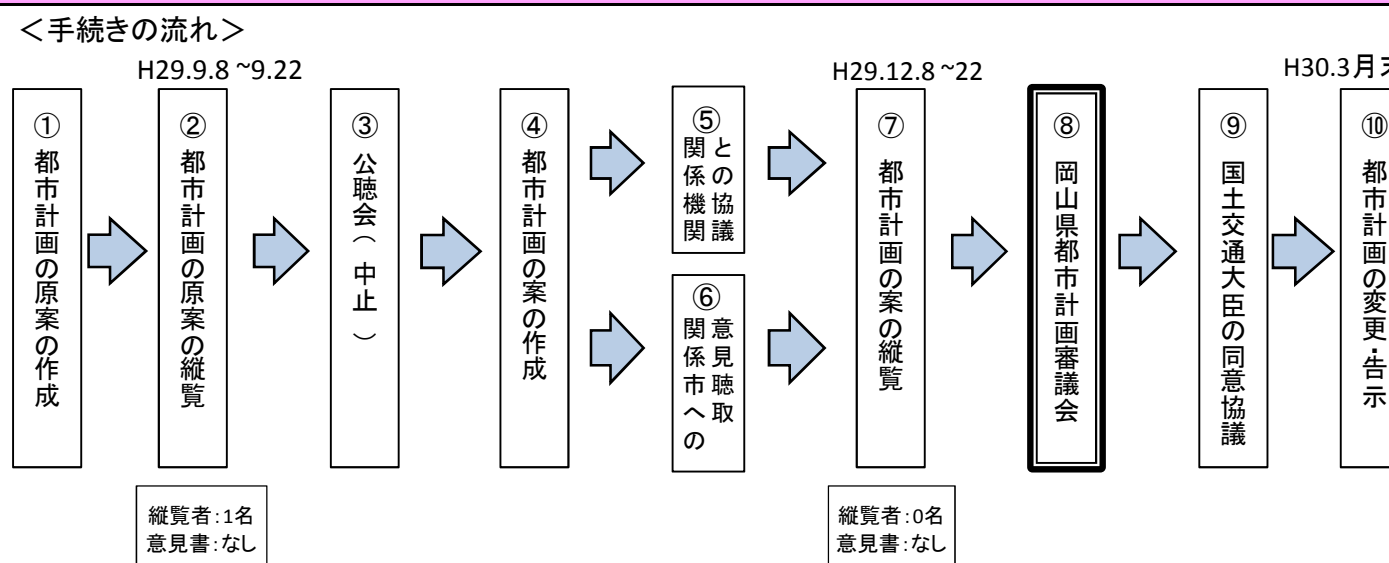 ＜手続きの流れ＞
H29.9.8 ~9.22
H29.12.8 ~22
H30.3月末
①
都市計画の原案の作成
②
都市計画の原案の縦覧
③
公聴会（中止）
④
都市計画の案の作成
⑤
関係機関
との協議
⑥
関係市への
意見聴取
⑦
都市計画の案の縦覧
⑧
岡山県都市計画審議会
⑨
国土交通大臣の同意協議
⑩
都市計画の変更・告示
縦覧者：1名
意見書：なし
縦覧者：0名
意見書：なし